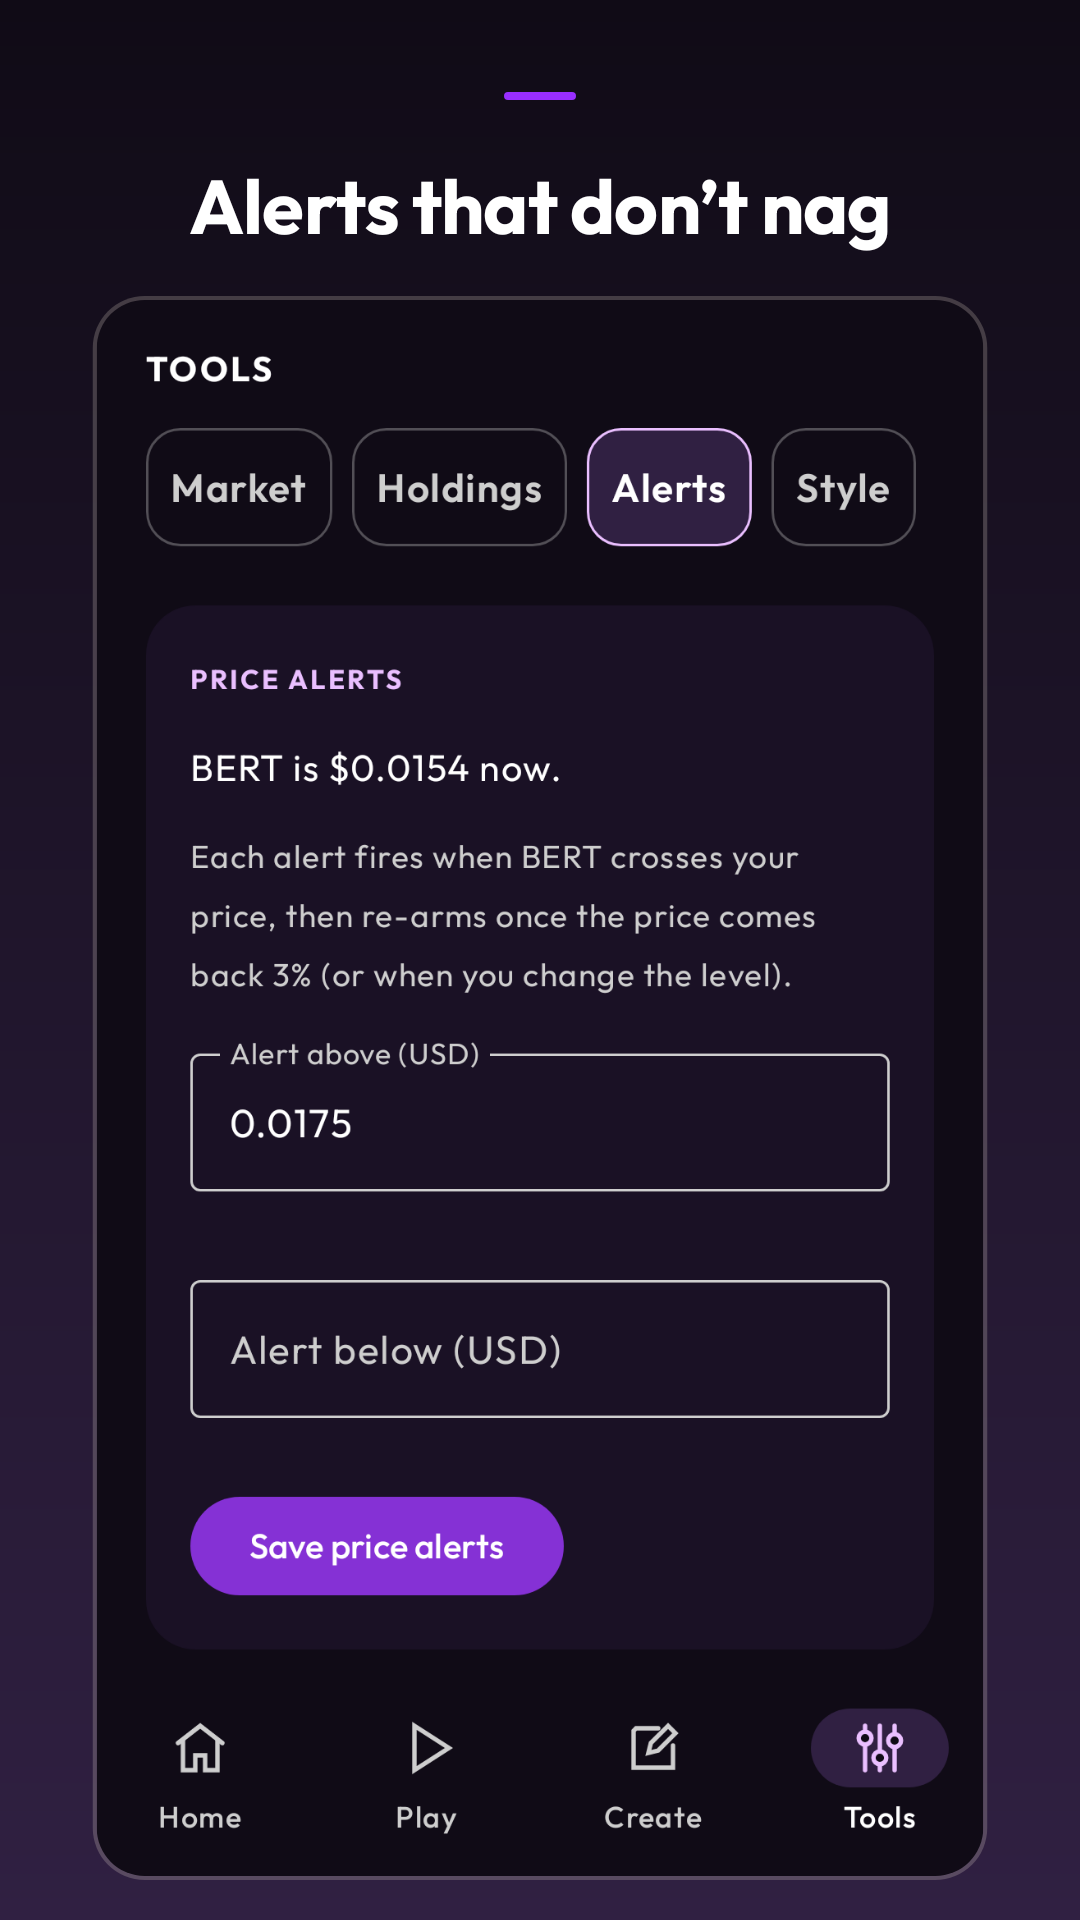 Alerts that don’t nag
TOOLS
Market Holdings Alerts Style
PRICE ALERTS
BERT is $0.0154 now.
Each alert fires when BERT crosses your
price, then re-arms once the price comes
back 3% (or when you change the level).
Alert above (USD)
0.0175
Alert below (USD)
Save price alerts
Home Play Create Tools